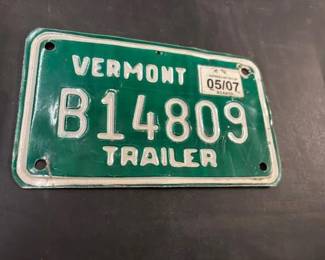 VERMONT
05/07
B14809
TRAILER